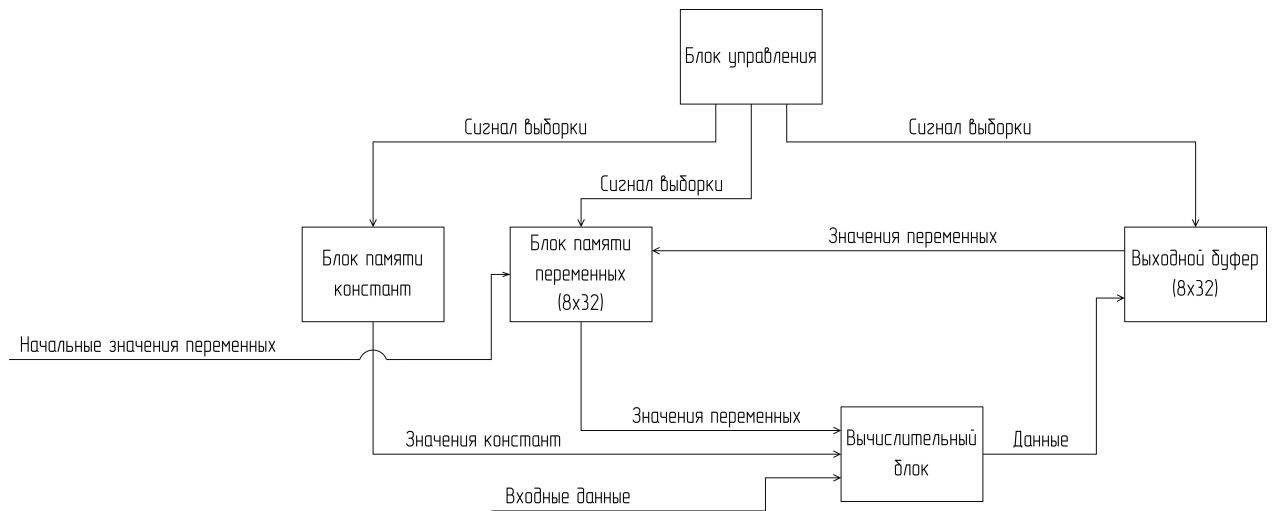 Блок управления
Сигнал выборки
Сигнал выборки
Сигнал выборки
Блок памяти
констант
Блок памяти
переменных
(8x32)
Значения переменных
Выходной буфер
(8x32)
Начальные значения переменных
Значения переменных
Значения констант
Вычислительный
блок
Данные
Входные данные